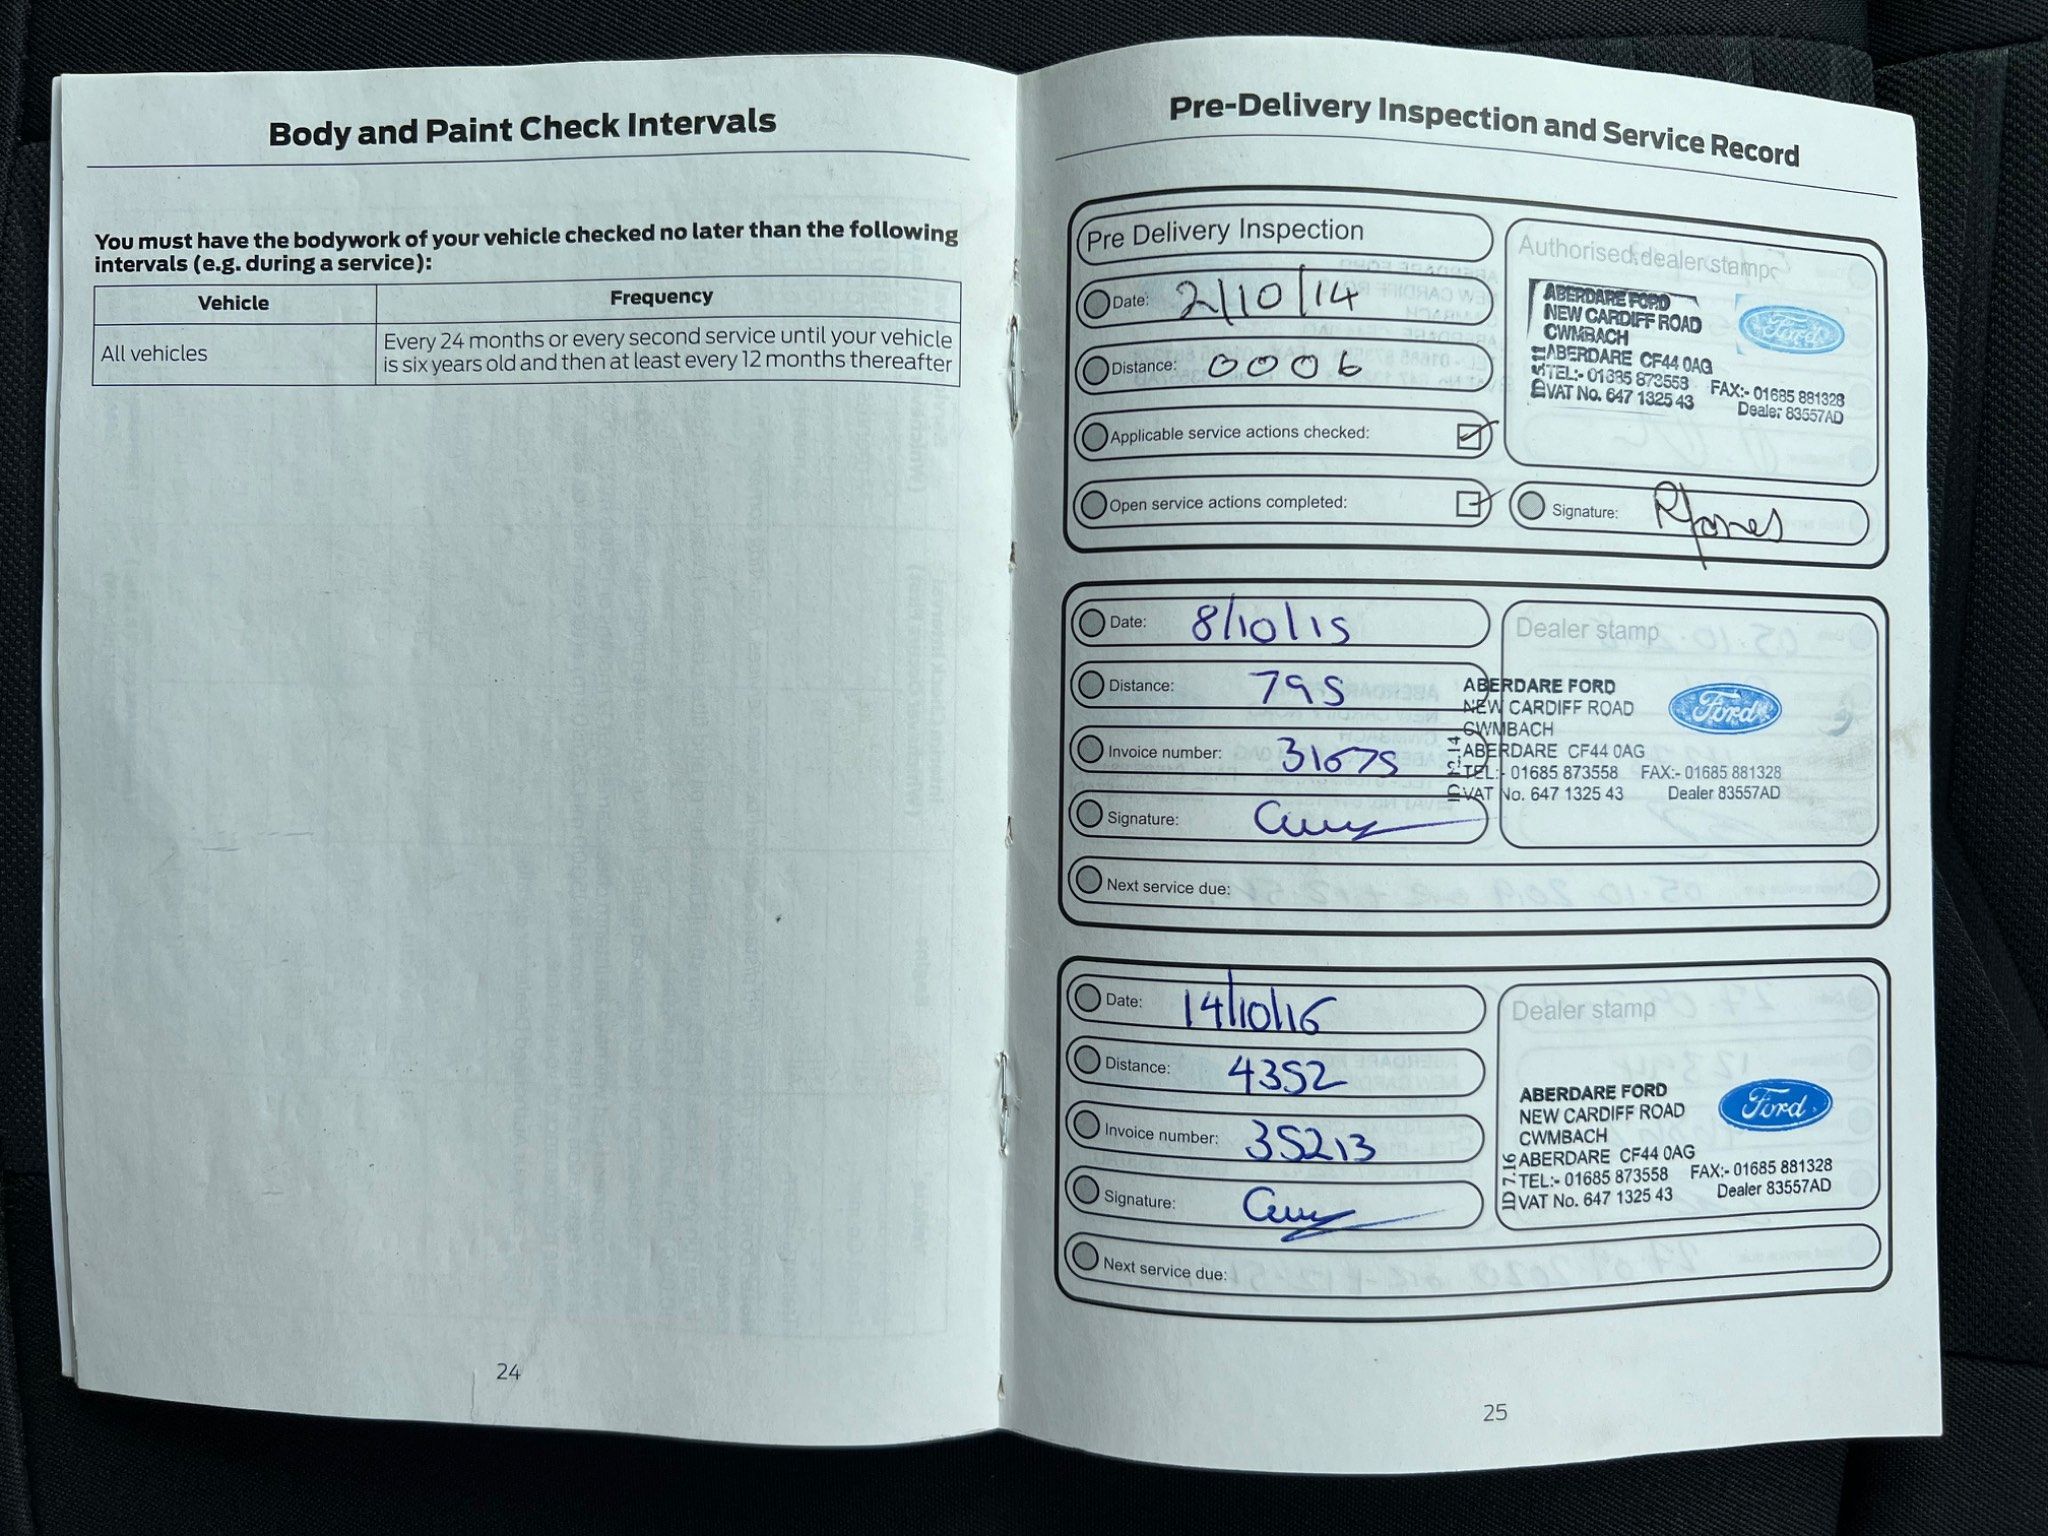 Body and Paint Check Intervals
You must have the bodywork of your vehicle checked no later than the following
intervals (e.g. during a service):
Vehicle Frequency
All vehicles Every 24 months or every second service until your vehicle
is six years old and then at least every 12 months thereafter
24
Pre-Delivery Inspection and Service Record
Pre Delivery Inspection
Date: 2/10/14
Distance: 0006
Applicable service actions checked:
Open service actions completed:
Authorised dealer stamp
ABERDARE FORD
NEW CARDIFF ROAD
CWMBACH
ABERDARE CF44 0AG
TEL:- 01685 873558 FAX:- 01685 881328
VAT No. 647 1325 43 Dealer 83557AD
Ford
Signature: RJones
Date: 8/10/15
Distance: 795
Invoice number: 31675
Signature:
Next service due:
Dealer stamp
ABERDARE FORD
NEW CARDIFF ROAD
CWMBACH
ABERDARE CF44 0AG
TEL:- 01685 873558 FAX:- 01685 881328
VAT No. 647 1325 43 Dealer 83557AD
Ford
Date: 14/10/16
Distance: 4352
Invoice number: 35213
Signature:
Next service due:
Dealer stamp
ABERDARE FORD
NEW CARDIFF ROAD
CWMBACH
ABERDARE CF44 0AG
TEL:- 01685 873558 FAX:- 01685 881328
VAT No. 647 1325 43 Dealer 83557AD
ID 7.16
Ford
25